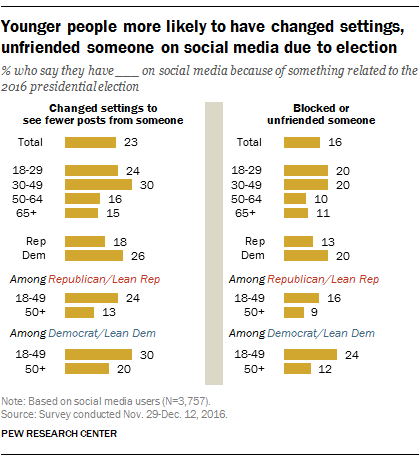 Younger people more likely to have changed settings,
unfriended someone on social media due to election
% who say they have ___ on social media because of something related to the
2016 presidential election
Changed settings to
see fewer posts from someone
Total 23
18-29 24
30-49 30
50-64 16
65+ 15
Rep 18
Dem 26
Among Republican/Lean Rep
18-49 24
50+ 13
Among Democrat/Lean Dem
18-49 30
50+ 20
Blocked or
unfriended someone
Total 16
18-29 20
30-49 20
50-64 10
65+ 11
Rep 13
Dem 20
Among Republican/Lean Rep
18-49 16
50+ 9
Among Democrat/Lean Dem
18-49 24
50+ 12
Note: Based on social media users (N=3,757).
Source: Survey conducted Nov. 29-Dec. 12, 2016.
PEW RESEARCH CENTER